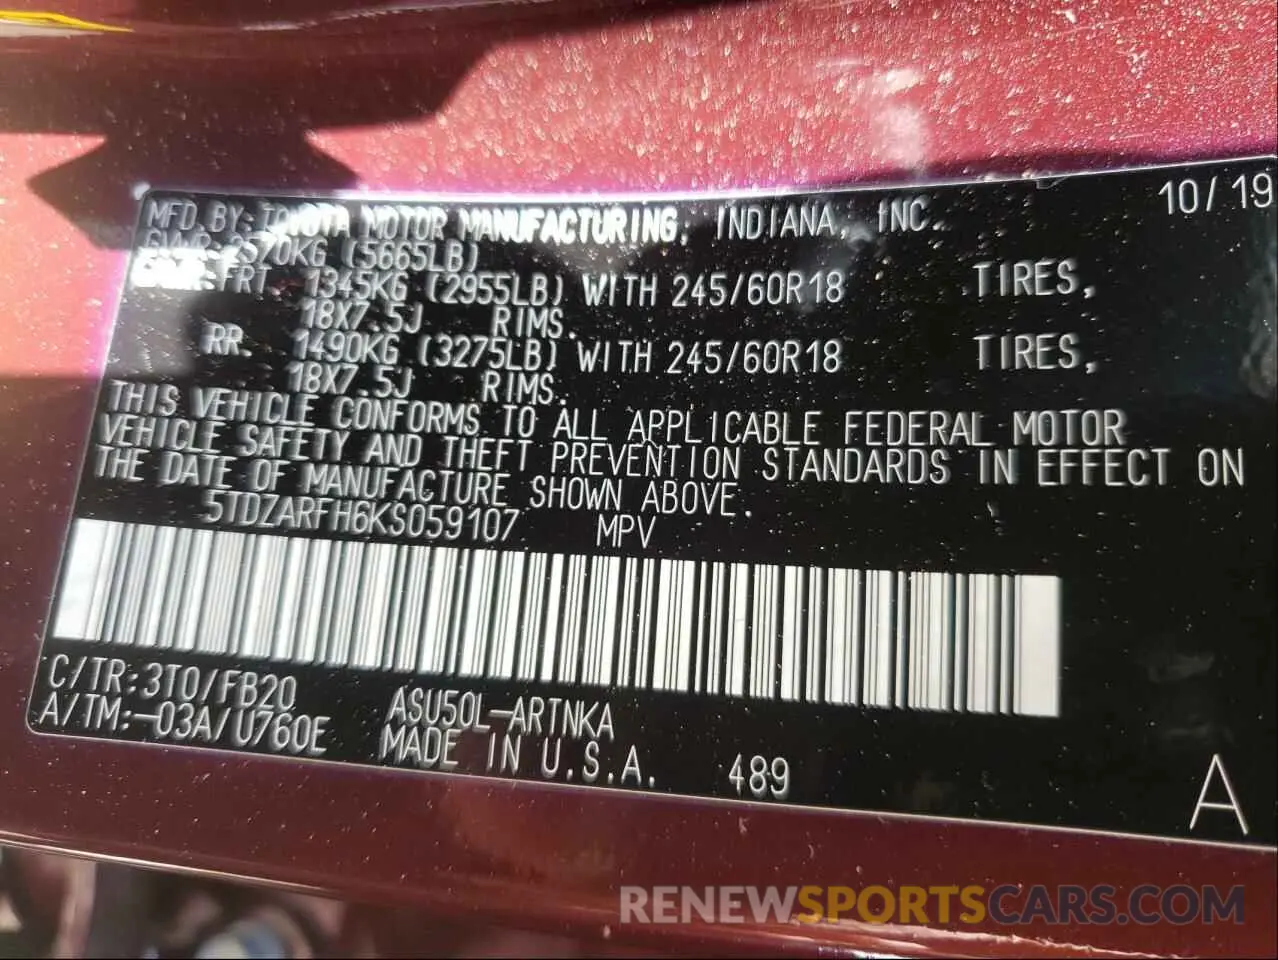 10/19
MFD. BY: TOYOTA MOTOR MANUFACTURING, INDIANA, INC.
GVWR 2570KG (5665LB)
FRT. 1345KG (2955LB) WITH 245/60R18 TIRES,
18X7.5J RIMS.
RR. 1490KG (3275LB) WITH 245/60R18 TIRES,
18X7.5J RIMS.
THIS VEHICLE CONFORMS TO ALL APPLICABLE FEDERAL MOTOR
VEHICLE SAFETY AND THEFT PREVENTION STANDARDS IN EFFECT ON
THE DATE OF MANUFACTURE SHOWN ABOVE.
5TDZARFH6KS059107 MPV
C/TR:3T0/FB20 ASU50L-ARTNKA
A/TM:-03A/U760E MADE IN U.S.A. 489
A
RENEWSPORTSCARS.COM